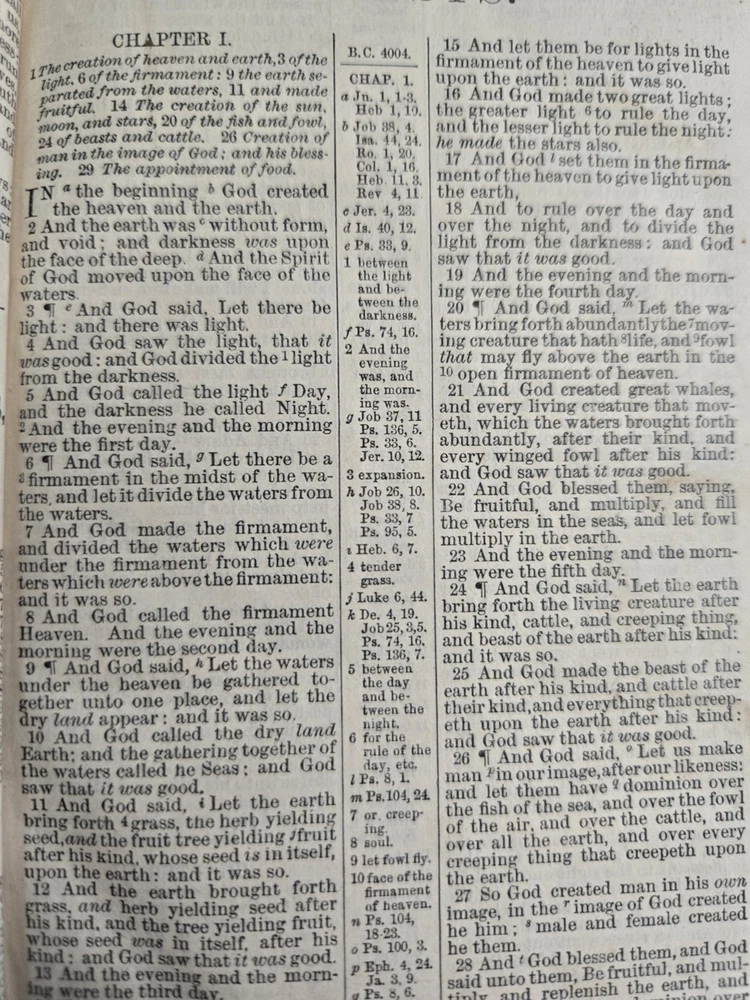 CHAPTER I.
1 The creation of heaven and earth, 3 of the
light, 6 of the firmament: 9 the earth se-
parated from the waters, 11 and made
fruitful. 14 The creation of the sun,
moon, and stars, 20 of the fish and fowl,
24 of beasts and cattle. 26 Creation of
man in the image of God: and his bless-
ing. 29 The appointment of food.
IN a the beginning b God created
the heaven and the earth.
2 And the earth was c without form,
and void; and darkness was upon
the face of the deep. d And the Spirit
of God moved upon the face of the
waters.
3 ¶ e And God said, Let there be
light: and there was light.
4 And God saw the light, that it
was good: and God divided the 1 light
from the darkness.
5 And God called the light f Day,
and the darkness he called Night.
2 And the evening and the morning
were the first day.
6 ¶ And God said, g Let there be a
3 firmament in the midst of the wa-
ters, and let it divide the waters from
the waters.
7 And God made the firmament,
and divided the waters which were
under the firmament from the wa-
ters which were above the firmament:
and it was so.
8 And God called the firmament
Heaven. And the evening and the
morning were the second day.
9 ¶ And God said, h Let the waters
under the heaven be gathered to-
gether unto one place, and let the
dry land appear: and it was so.
10 And God called the dry land
Earth; and the gathering together of
the waters called he Seas: and God
saw that it was good.
11 And God said, i Let the earth
bring forth 4 grass, the herb yielding
seed, and the fruit tree yielding j fruit
after his kind, whose seed is in itself,
upon the earth: and it was so.
12 And the earth brought forth
grass, and herb yielding seed after
his kind, and the tree yielding fruit,
whose seed was in itself, after his
kind: and God saw that it was good.
13 And the evening and the morn-
ing were the third day.
B.C. 4004.
CHAP. 1.
a Jn. 1, 1-3.
Heb 1, 10.
b Job 38, 4.
Isa. 44, 24.
Ro. 1, 20.
Col. 1, 16.
Heb. 11, 3.
Rev 4, 11.
c Jer. 4, 23.
d Is. 40, 12.
e Ps. 33, 9.
1 between
the light
and be-
tween the
darkness.
f Ps. 74, 16.
2 And the
evening
was, and
the morn-
ing was.
g Job 37, 11
Ps. 136, 5.
Ps. 33, 6.
Jer. 10, 12.
3 expansion.
h Job 26, 10.
Job 38, 8.
Ps. 33, 7
Ps. 95, 5.
i Heb. 6, 7.
4 tender
grass.
j Luke 6, 44.
k De. 4, 19.
Job 25, 3,5.
Ps. 74, 16.
Ps. 136, 7.
5 between
the day
and be-
tween the
night.
6 for the
rule of the
day, etc.
l Ps. 8, 1.
m Ps. 104, 24.
7 or, creep-
ing.
8 soul.
9 let fowl fly.
10 face of the
firmament
of heaven.
n Ps. 104,
18-23.
o Ps. 100, 3.
p Eph. 4, 24.
Ja. 3, 9.
q Ps. 8, 6.
15 And let them be for lights in the
firmament of the heaven to give light
upon the earth: and it was so.
16 And God made two great lights;
the greater light 6 to rule the day,
and the lesser light to rule the night:
he made the stars also.
17 And God l set them in the firma-
ment of the heaven to give light upon
the earth,
18 And to rule over the day and
over the night, and to divide the
light from the darkness: and God
saw that it was good.
19 And the evening and the morn-
ing were the fourth day.
20 ¶ And God said, m Let the wa-
ters bring forth abundantly the 7 mov-
ing creature that hath 8 life, and 9 fowl
that may fly above the earth in the
10 open firmament of heaven.
21 And God created great whales,
and every living creature that mov-
eth, which the waters brought forth
abundantly, after their kind, and
every winged fowl after his kind:
and God saw that it was good.
22 And God blessed them, saying,
Be fruitful, and multiply, and fill
the waters in the seas, and let fowl
multiply in the earth.
23 And the evening and the morn-
ing were the fifth day.
24 ¶ And God said, n Let the earth
bring forth the living creature after
his kind, cattle, and creeping thing,
and beast of the earth after his kind:
and it was so.
25 And God made the beast of the
earth after his kind, and cattle after
their kind, and everything that creep-
eth upon the earth after his kind:
and God saw that it was good.
26 ¶ And God said, o Let us make
man p in our image, after our likeness:
and let them have q dominion over
the fish of the sea, and over the fowl
of the air, and over the cattle, and
over all the earth, and over every
creeping thing that creepeth upon
the earth.
27 So God created man in his own
image, in the r image of God created
he him; s male and female created
he them.
28 And t God blessed them, and God
said unto them, Be fruitful, and mul-
tiply, and replenish the earth, and